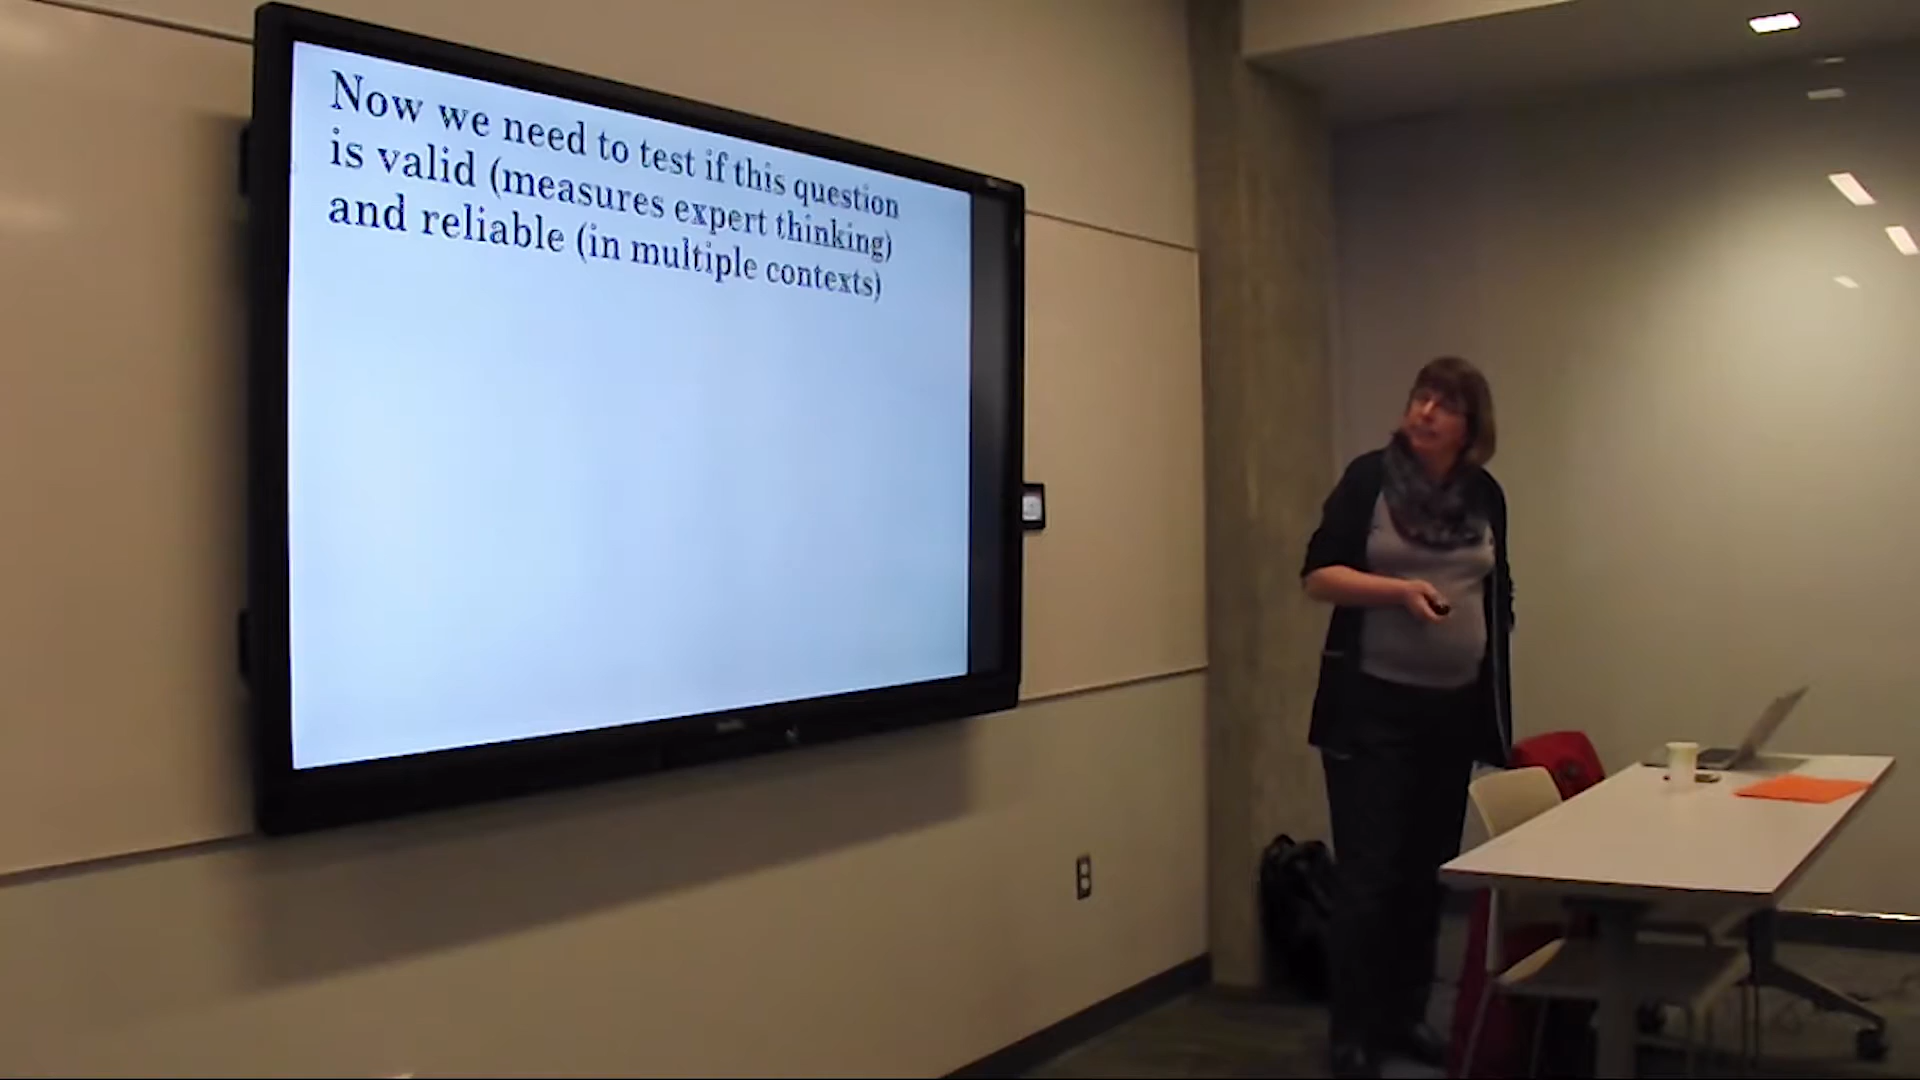 Now we need to test if this question
is valid (measures expert thinking)
and reliable (in multiple contexts)